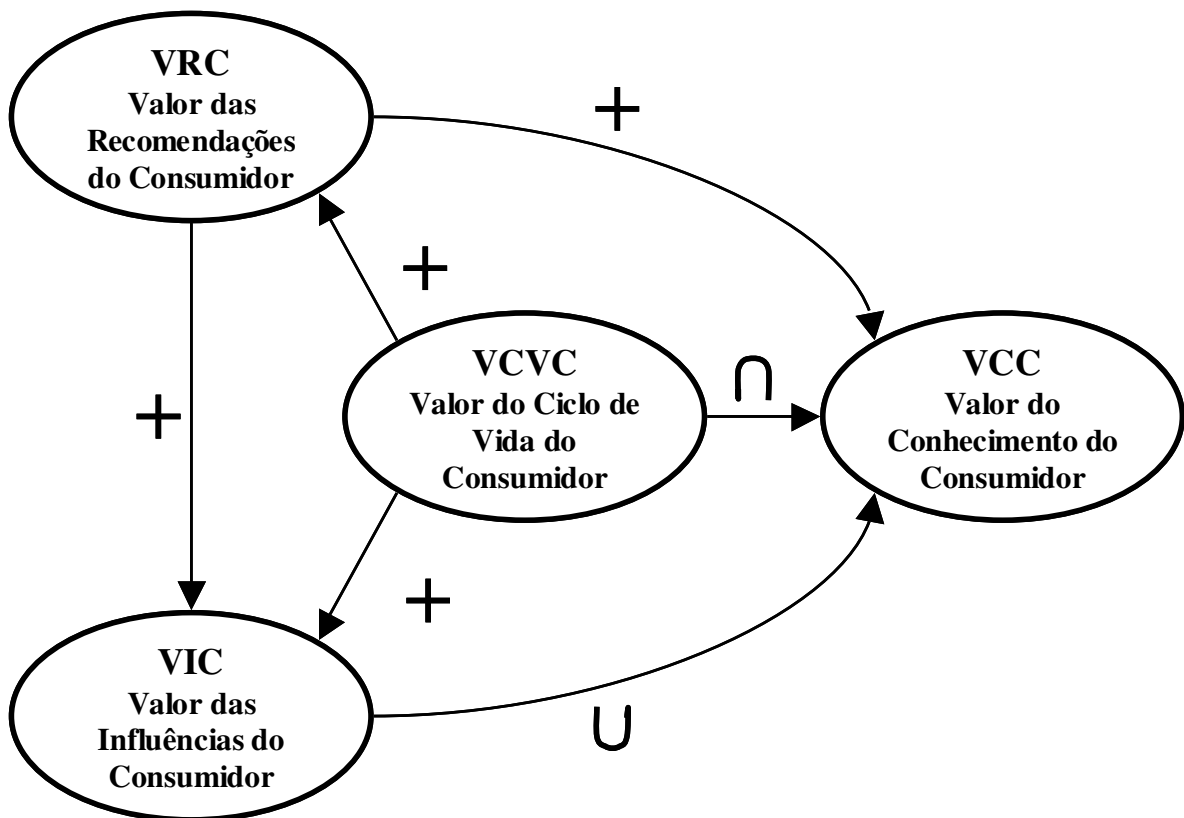 VRC
Valor das
Recomendações
do Consumidor
+
+
VCVC
Valor do Ciclo de
Vida do
Consumidor
∩
VCC
Valor do
Conhecimento do
Consumidor
+
+
VIC
Valor das
Influências do
Consumidor
∪